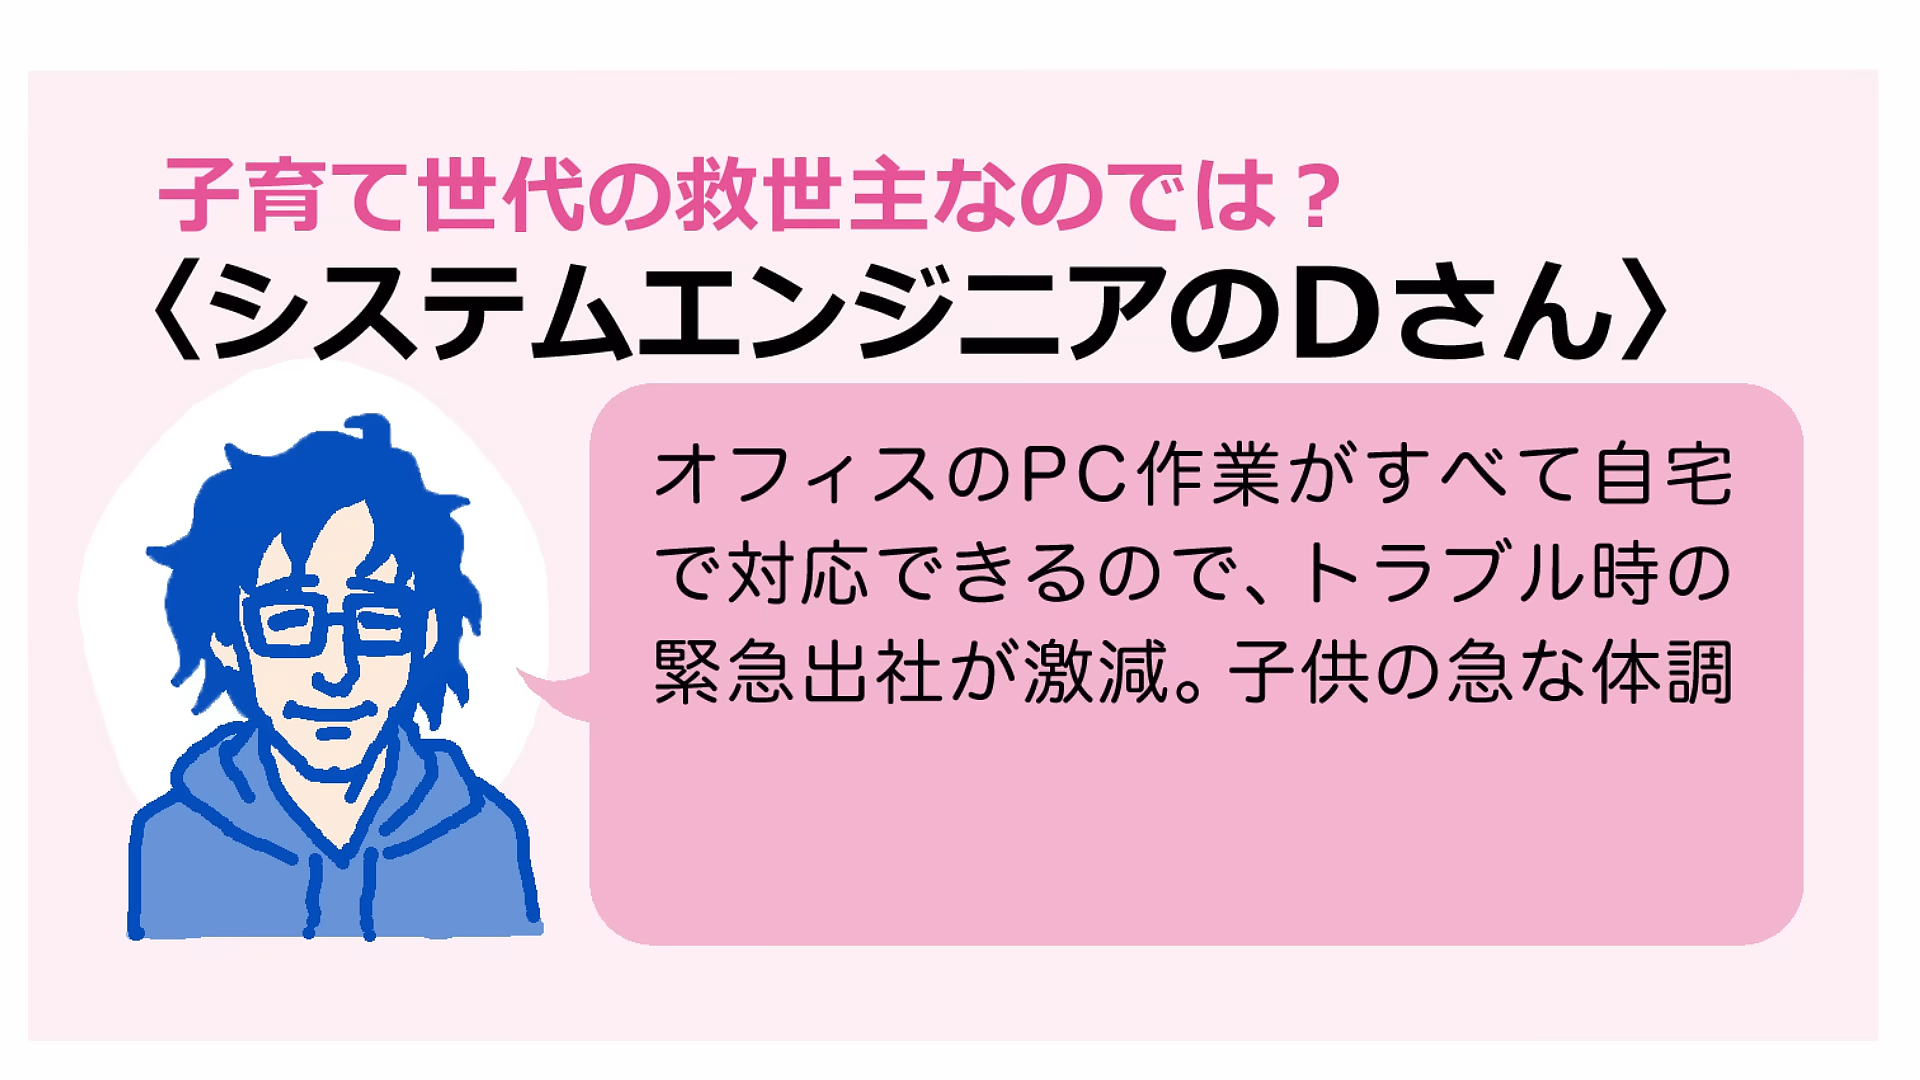 子育て世代の救世主なのでは？
〈システムエンジニアのDさん〉
オフィスのPC作業がすべて自宅
で対応できるので、トラブル時の
緊急出社が激減。子供の急な体調